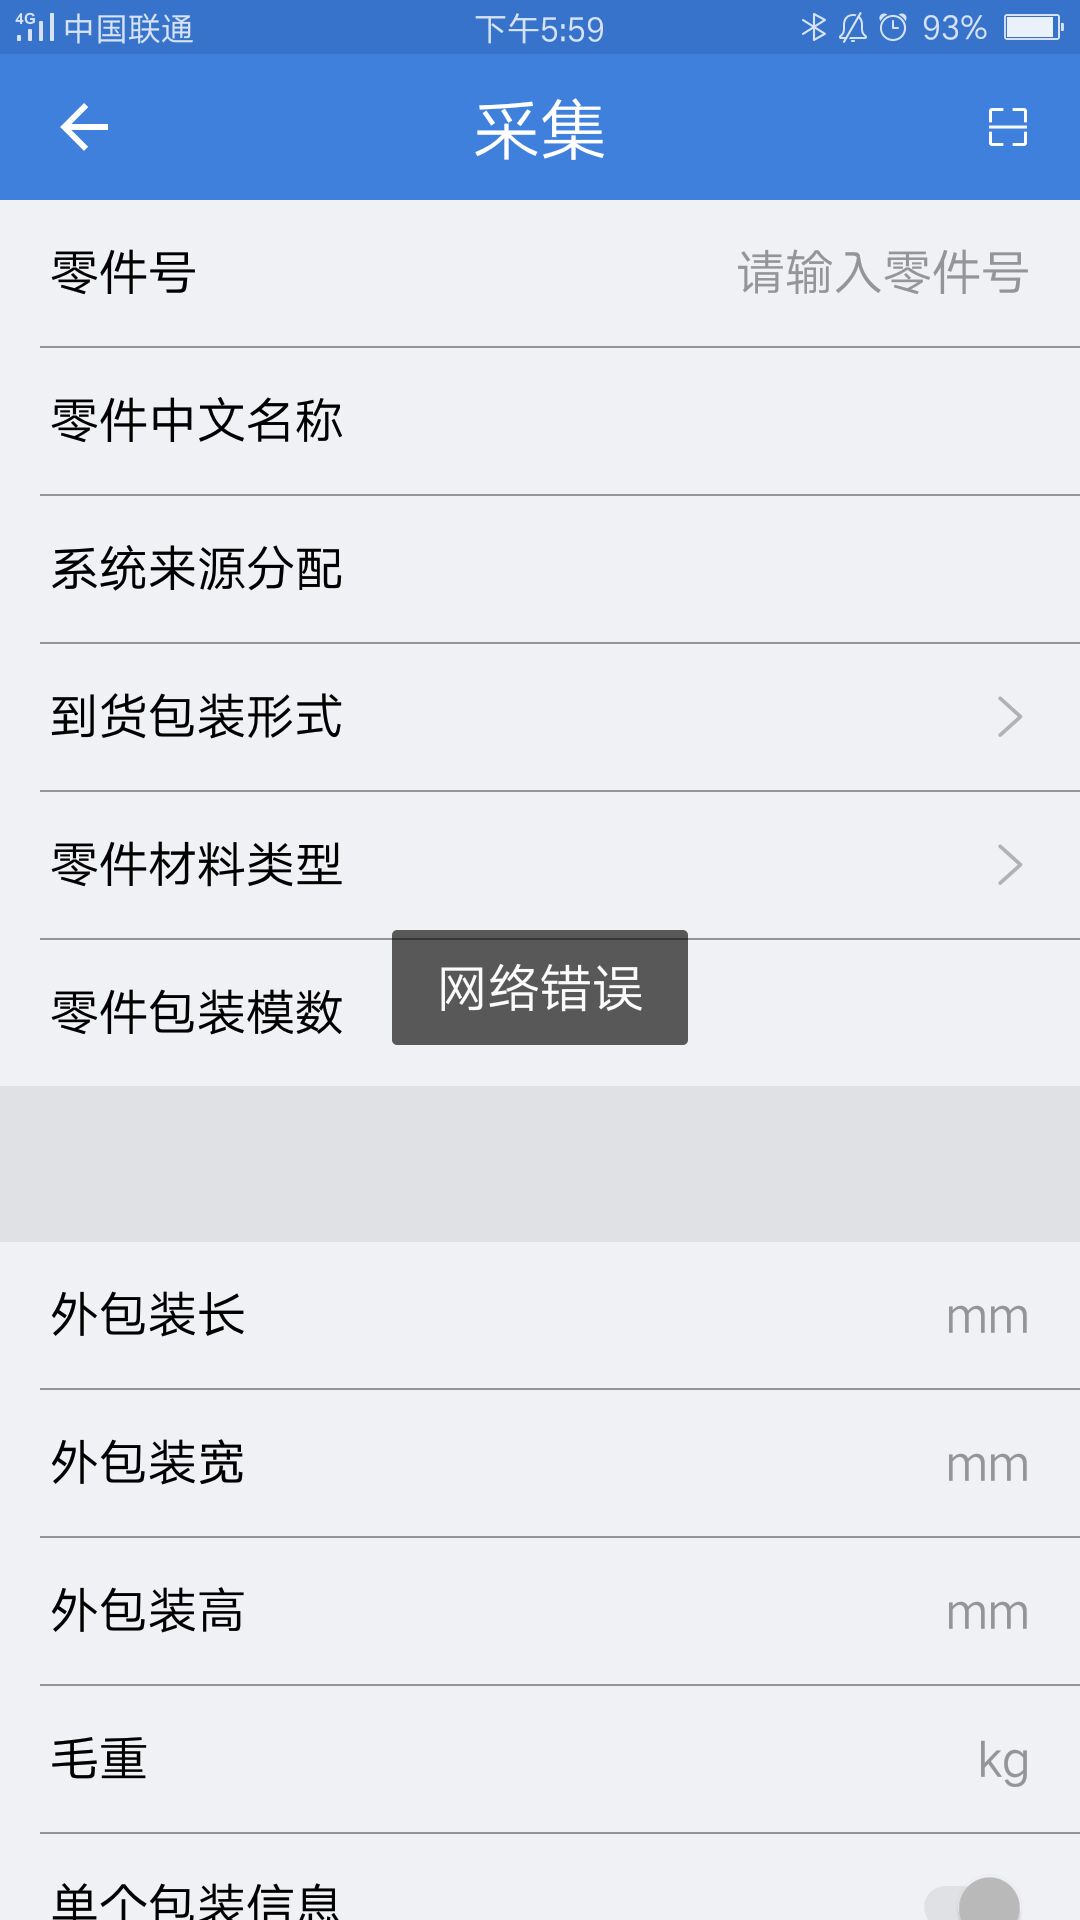 4G 中国联通 下午5:59 93%
采集
零件号 请输入零件号
零件中文名称
系统来源分配
到货包装形式
零件材料类型
网络错误
零件包装模数
外包装长 mm
外包装宽 mm
外包装高 mm
毛重 kg
单个包装信息